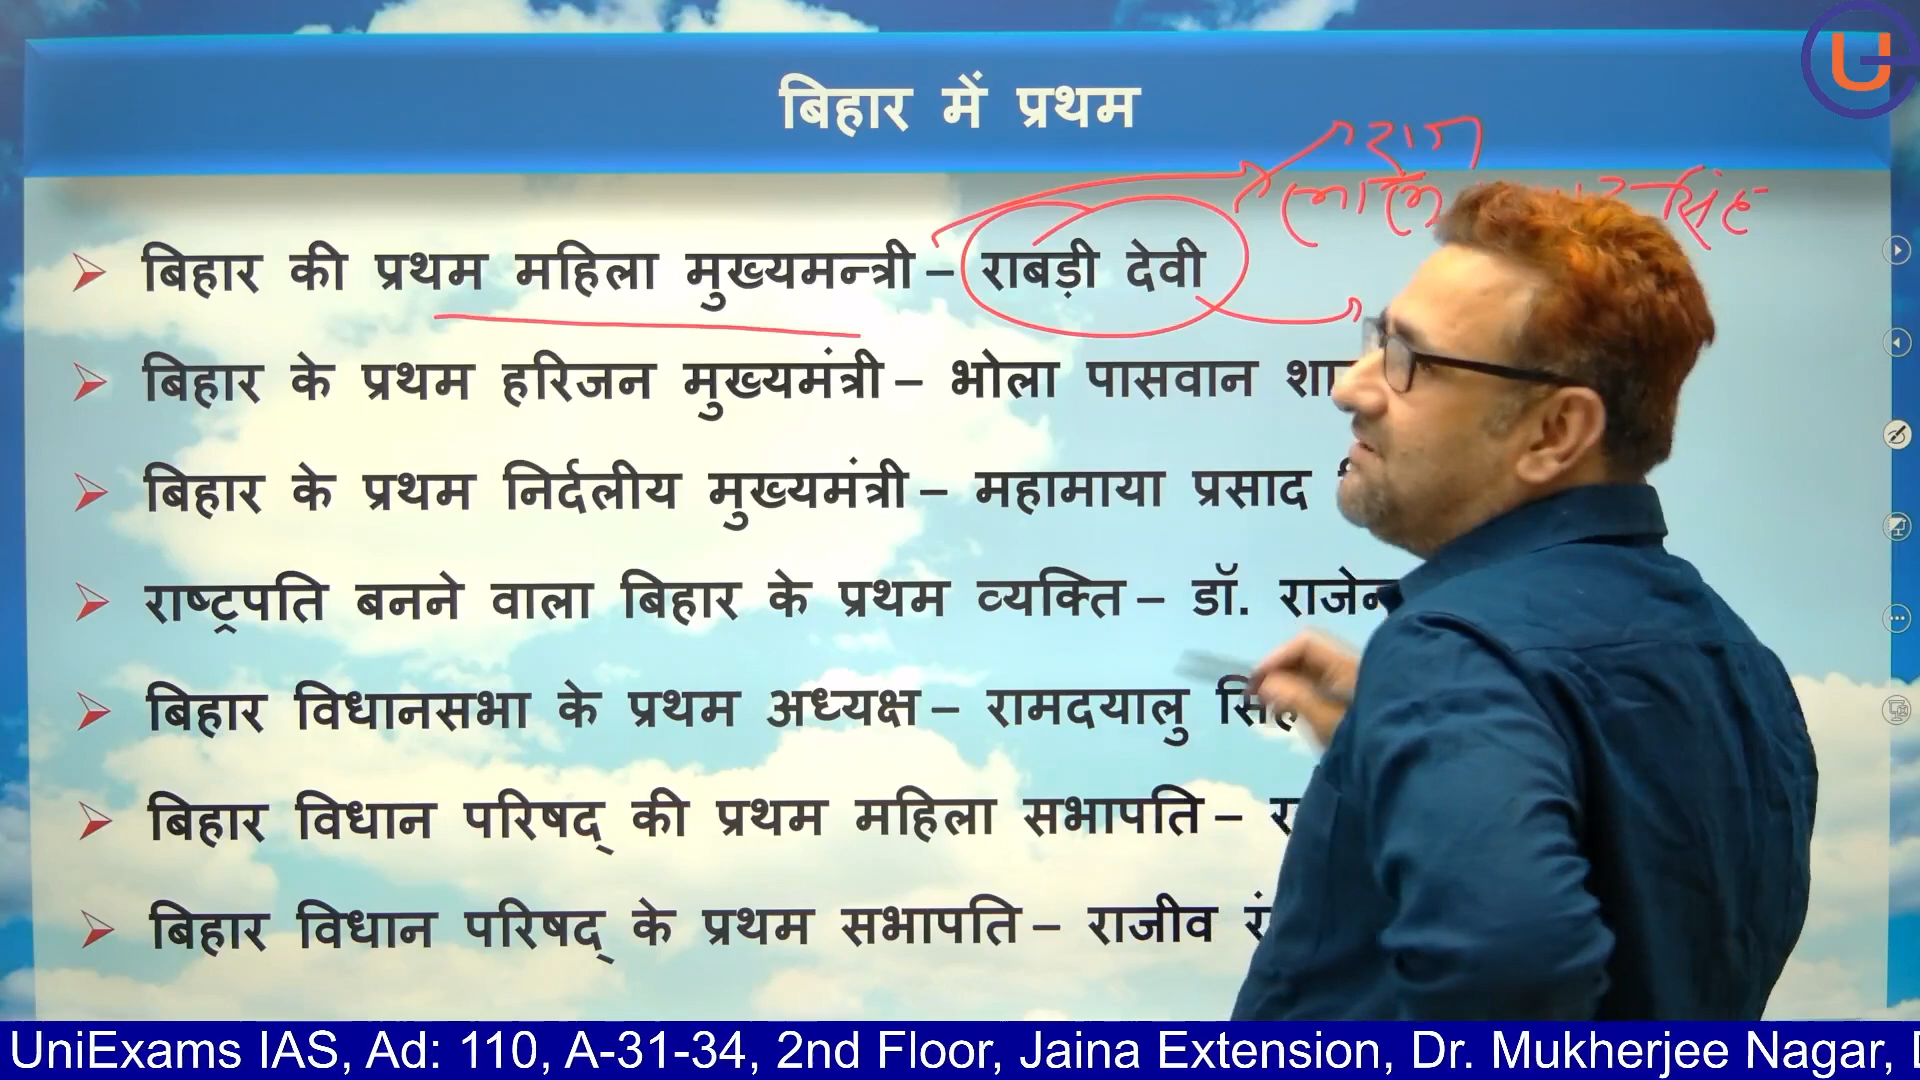 बिहार में प्रथम
राज
सिंह
बिहार की प्रथम महिला मुख्यमन्त्री – राबड़ी देवी
बिहार के प्रथम हरिजन मुख्यमंत्री – भोला पासवान
बिहार के प्रथम निर्दलीय मुख्यमंत्री – महामाया प्रसाद
राष्ट्रपति बनने वाला बिहार के प्रथम व्यक्ति – डॉ.
बिहार विधानसभा के प्रथम अध्यक्ष – रामदयालु सिंह
बिहार विधान परिषद् की प्रथम महिला सभापति –
बिहार विधान परिषद् के प्रथम सभापति – राजीव
UniExams IAS, Ad: 110, A-31-34, 2nd Floor, Jaina Extension, Dr. Mukherjee Nagar,